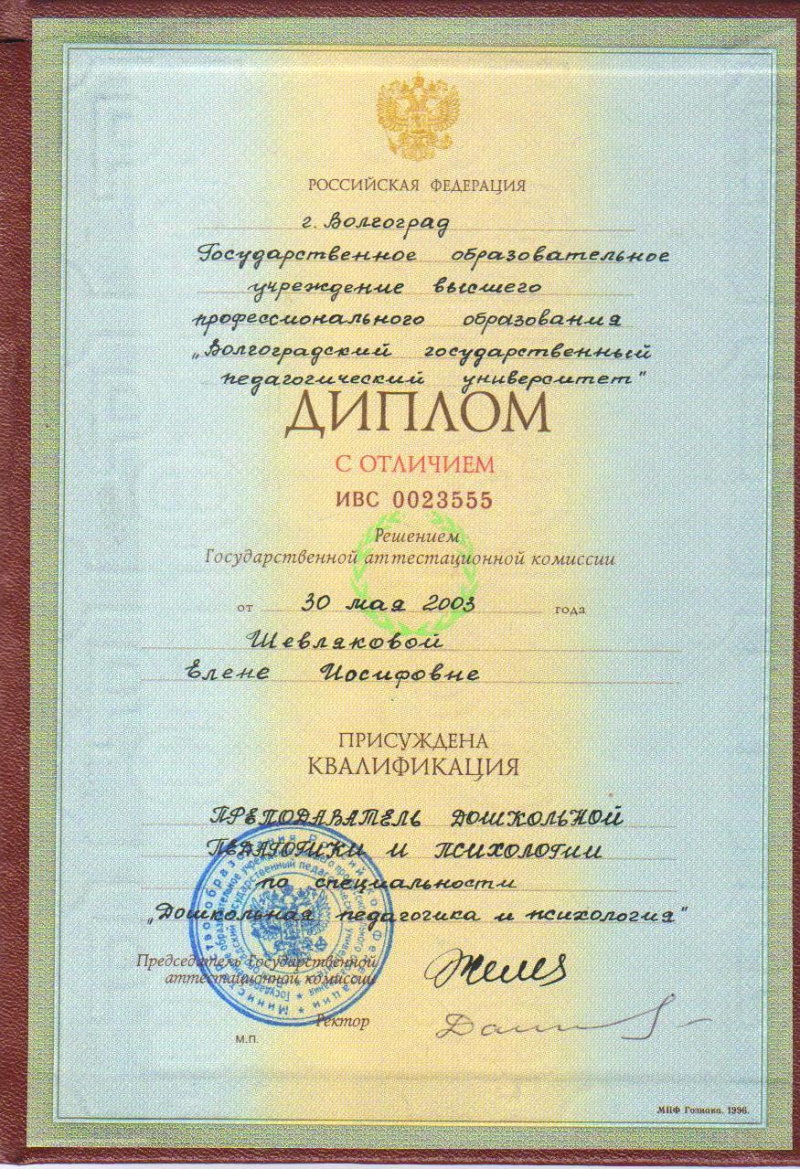 РОССИЙСКАЯ ФЕДЕРАЦИЯ
г. Волгоград
Государственное образовательное
учреждение высшего
профессионального образования
„Волгоградский государственный
педагогический университет"
ДИПЛОМ
С ОТЛИЧИЕМ
ИВС 0023555
Решением
Государственной аттестационной комиссии
от 30 мая 2003 года
Шевляковой
Елене Иосифовне
ПРИСУЖДЕНА
КВАЛИФИКАЦИЯ
ПРЕПОДАВАТЕЛЬ ДОШКОЛЬНОЙ
ПЕДАГОГИКИ И ПСИХОЛОГИИ
по специальности
„Дошкольная педагогика и психология"
Председатель Государственной
аттестационной комиссии
Ректор
М.П.
МПФ Гознака. 1996.